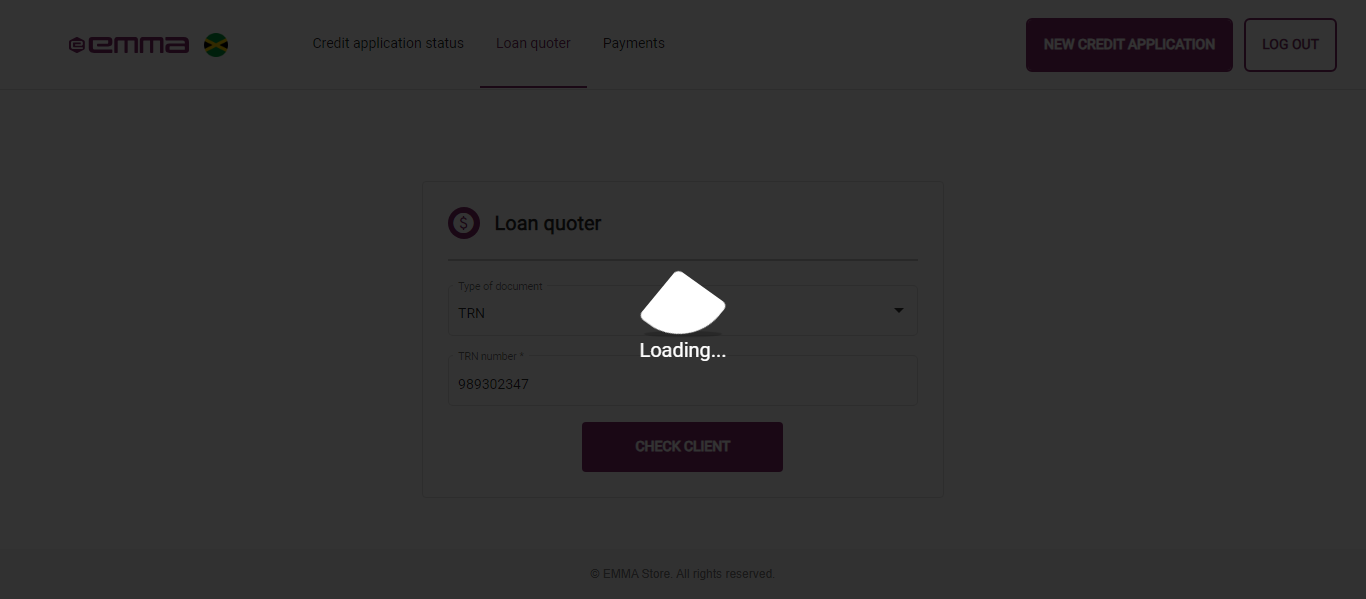 emma
Credit application status
Loan quoter
Payments
NEW CREDIT APPLICATION
LOG OUT
$ Loan quoter
Type of document
TRN
Loading...
TRN number *
989302347
CHECK CLIENT
© EMMA Store. All rights reserved.